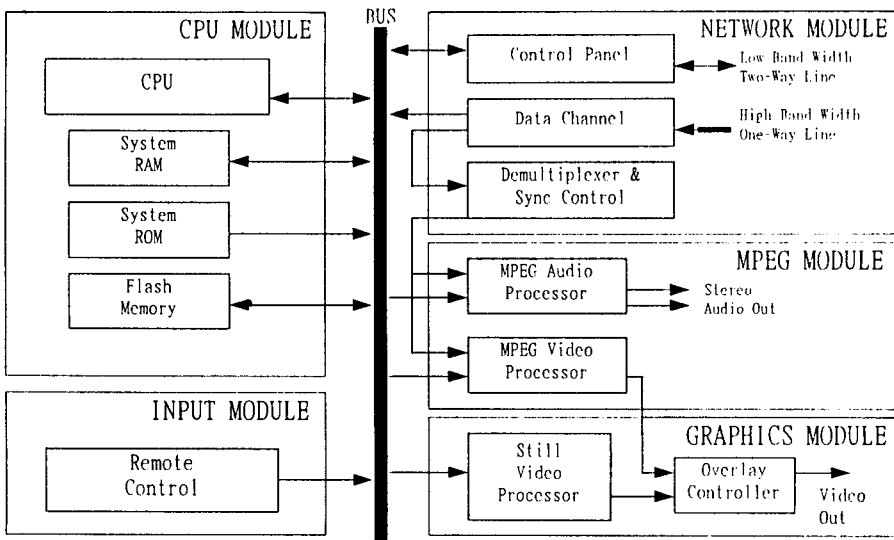 BUS
CPU MODULE
CPU
System
RAM
System
ROM
Flash
Memory
INPUT MODULE
Remote
Control
NETWORK MODULE
Control Panel
Low Band Width
Two-Way Line
Data Channel
High Band Width
One-Way Line
Demultiplexer &
Sync Control
MPEG MODULE
MPEG Audio
Processor
Stereo
Audio Out
MPEG Video
Processor
GRAPHICS MODULE
Still
Video
Processor
Overlay
Controller
Video
Out